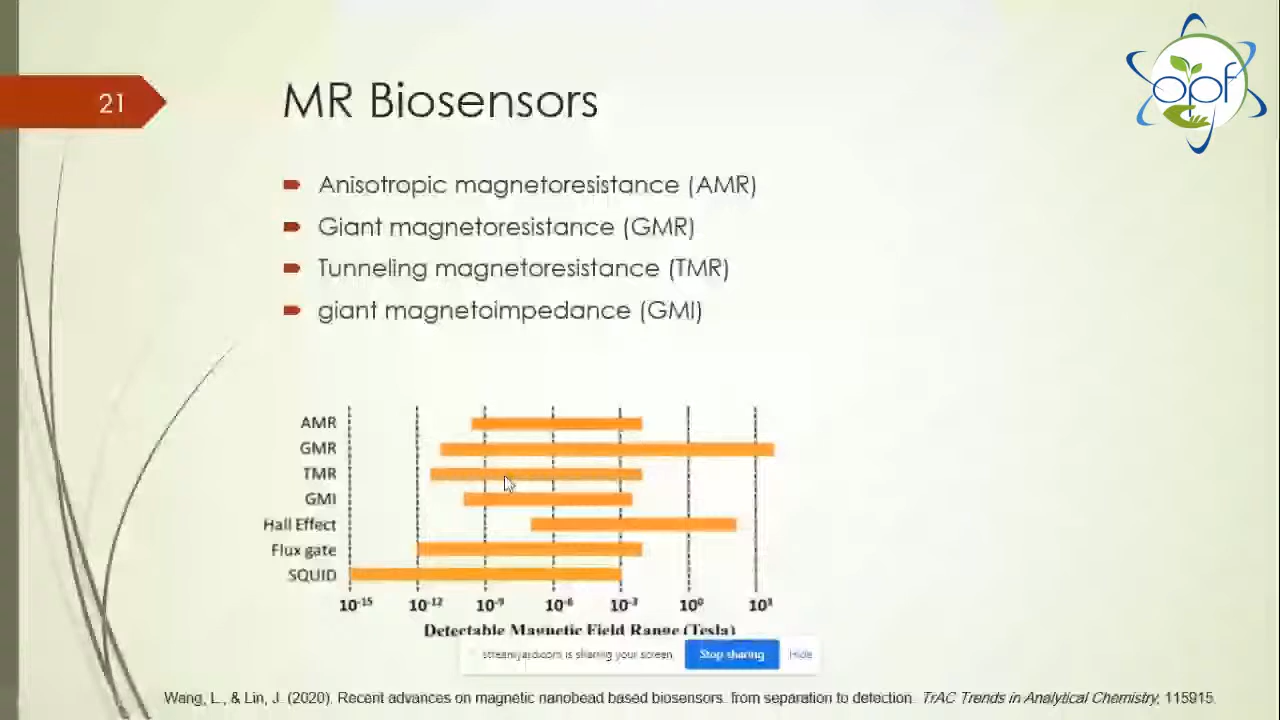 21
MR Biosensors
opf
Anisotropic magnetoresistance (AMR)
Giant magnetoresistance (GMR)
Tunneling magnetoresistance (TMR)
giant magnetoimpedance (GMI)
AMR
GMR
TMR
GMI
Hall Effect
Flux gate
SQUID
10⁻¹⁵ 10⁻¹² 10⁻⁹ 10⁻⁶ 10⁻³ 10⁰ 10³
Detectable Magnetic Field Range (Tesla)
streamyard.com is sharing your screen. Stop sharing Hide
Wang, L., & Lin, J. (2020). Recent advances on magnetic nanobead based biosensors: from separation to detection. TrAC Trends in Analytical Chemistry, 115915.